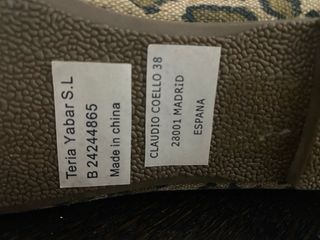 Teria Yabar S.L
B 24244865
Made in china
CLAUDIO COELLO 38
28001 MADRID
ESPANA